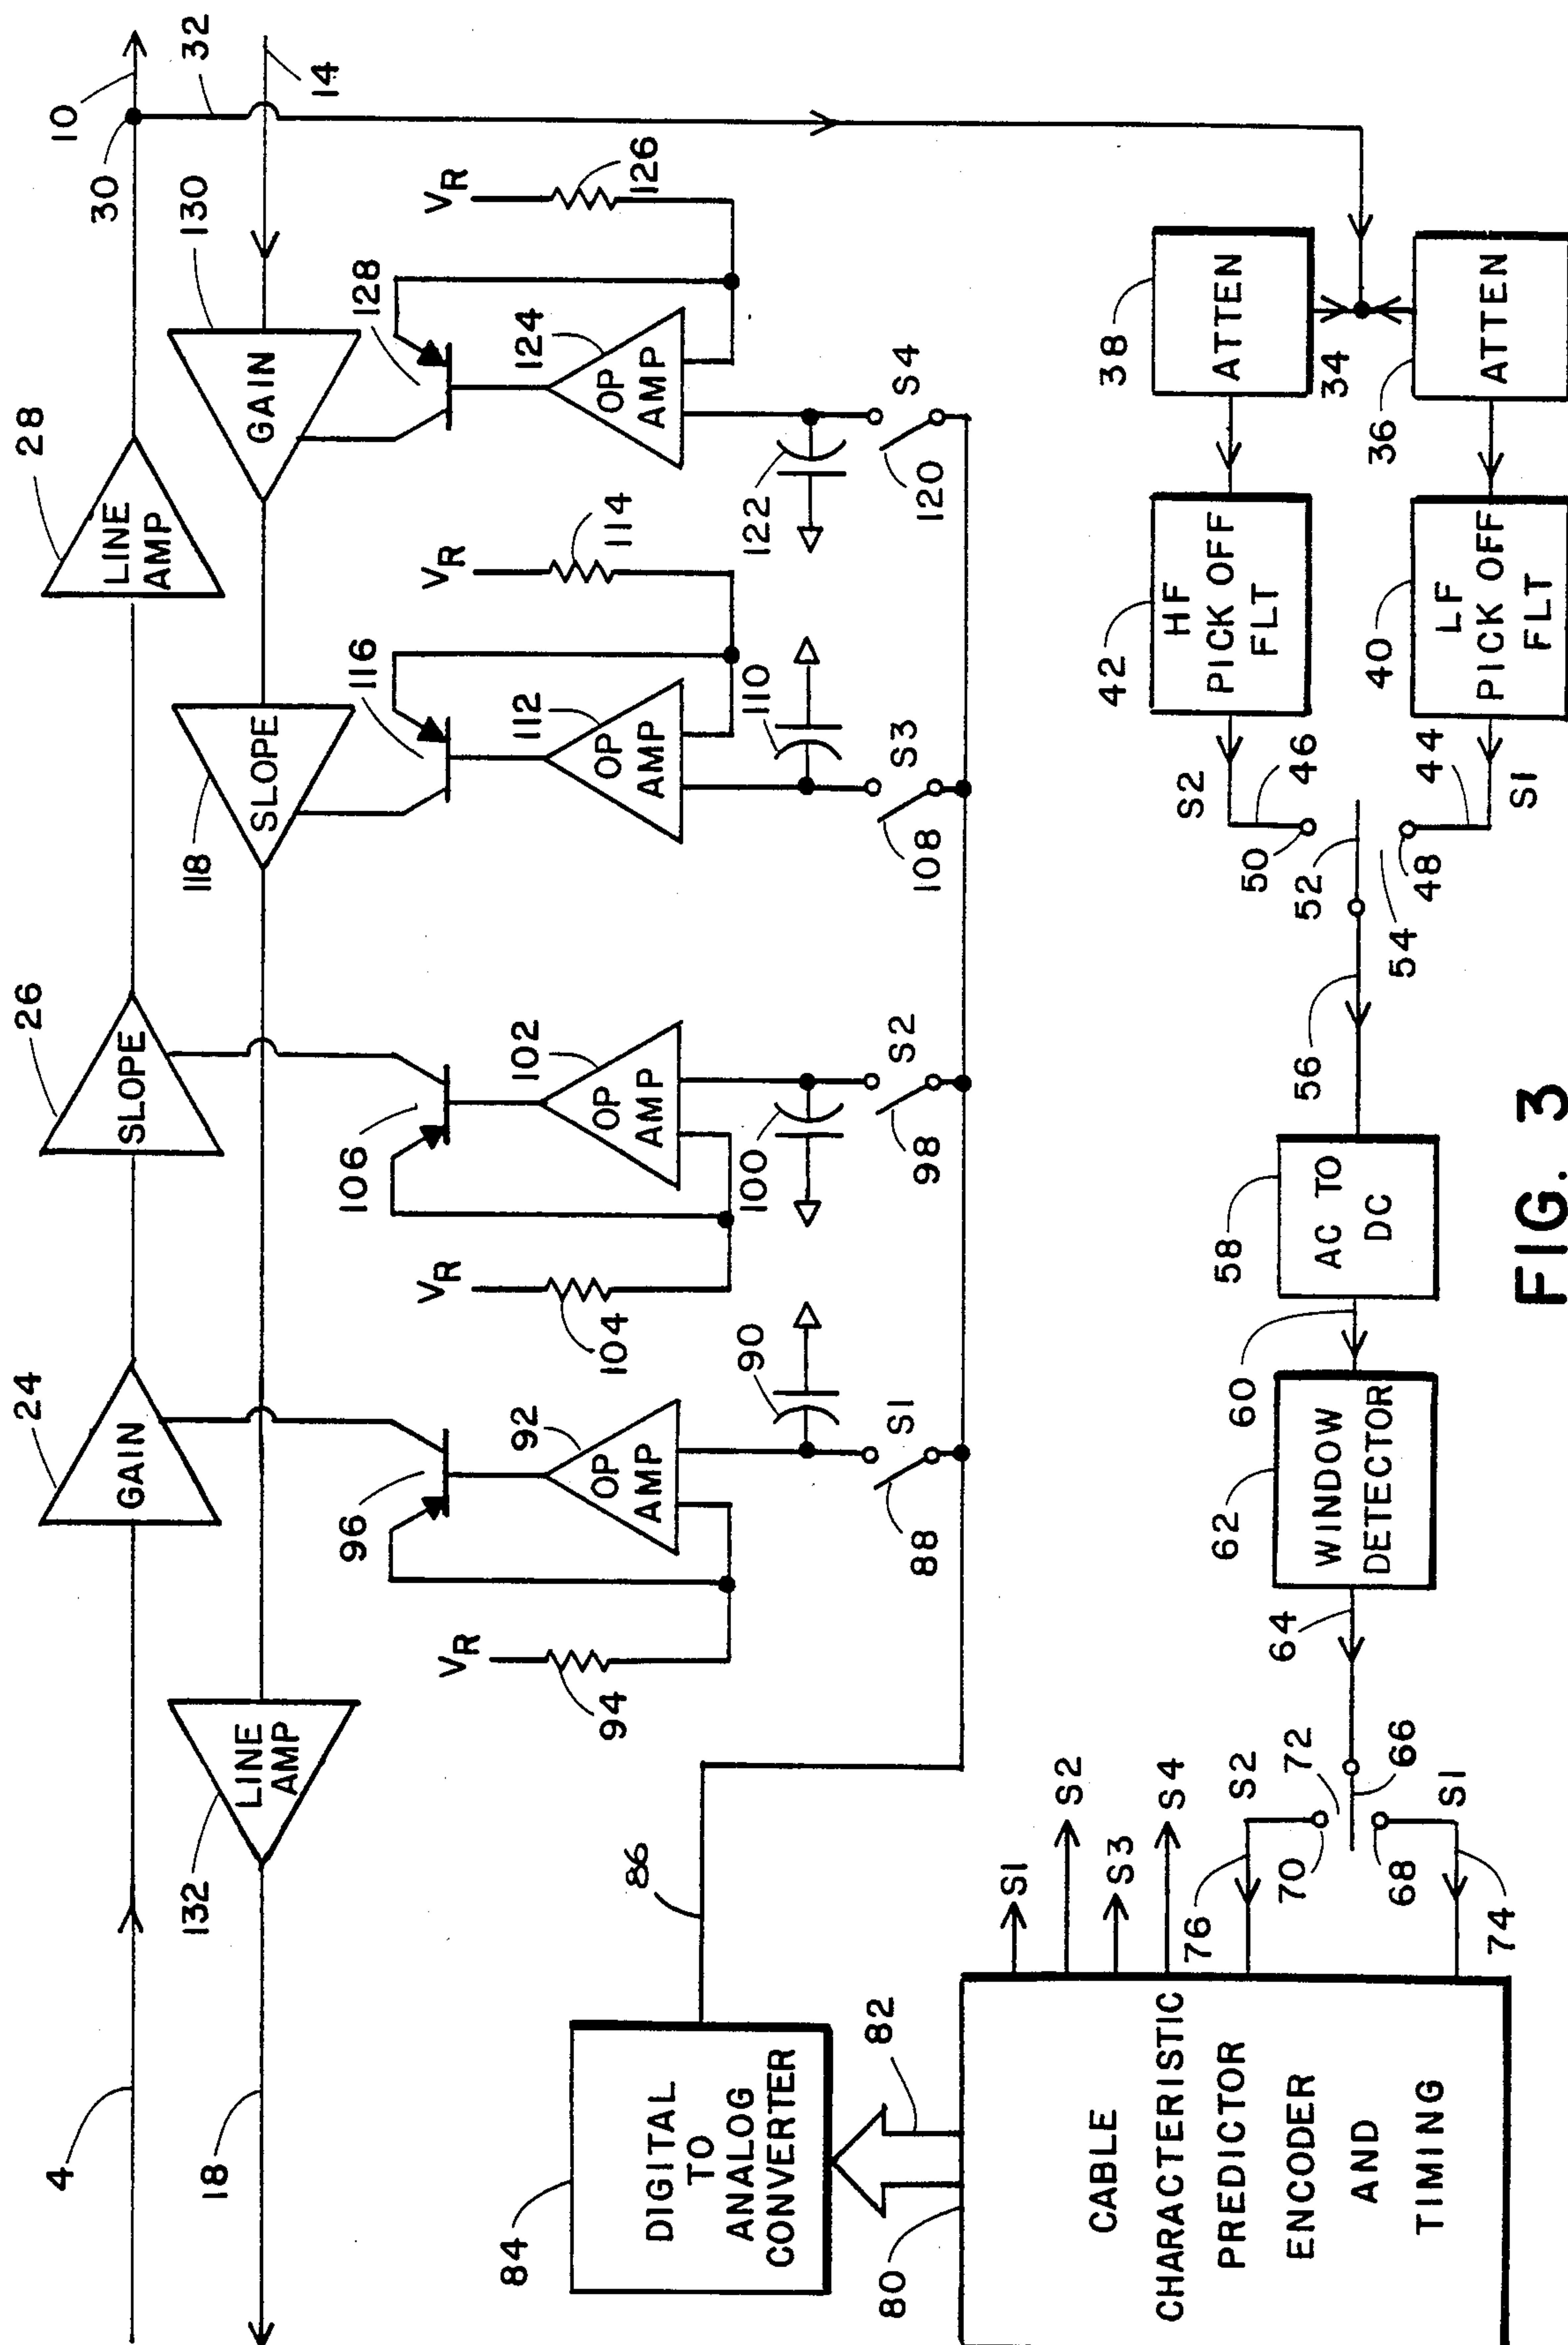 10
32
30
14
28
LINE
AMP
130
GAIN
128
VR
126
124
OP
AMP
122
S4
120
118
SLOPE
116
VR
114
112
OP
AMP
110
S3
108
26
SLOPE
106
102
OP
AMP
100
S2
98
VR
104
24
GAIN
96
92
OP
AMP
90
S1
88
VR
94
132
LINE
AMP
4
18
38
ATTEN
34
36
ATTEN
42
HF
PICK OFF
FLT
40
LF
PICK OFF
FLT
S2
46
44
S1
50
52
48
54
56
58
AC TO
DC
60
62
WINDOW
DETECTOR
64
72
66
S2
S1
70
68
76
74
86
S1
S2
S3
S4
84
DIGITAL
TO
ANALOG
CONVERTER
82
80
CABLE
CHARACTERISTIC
PREDICTOR
ENCODER
AND
TIMING
FIG. 3